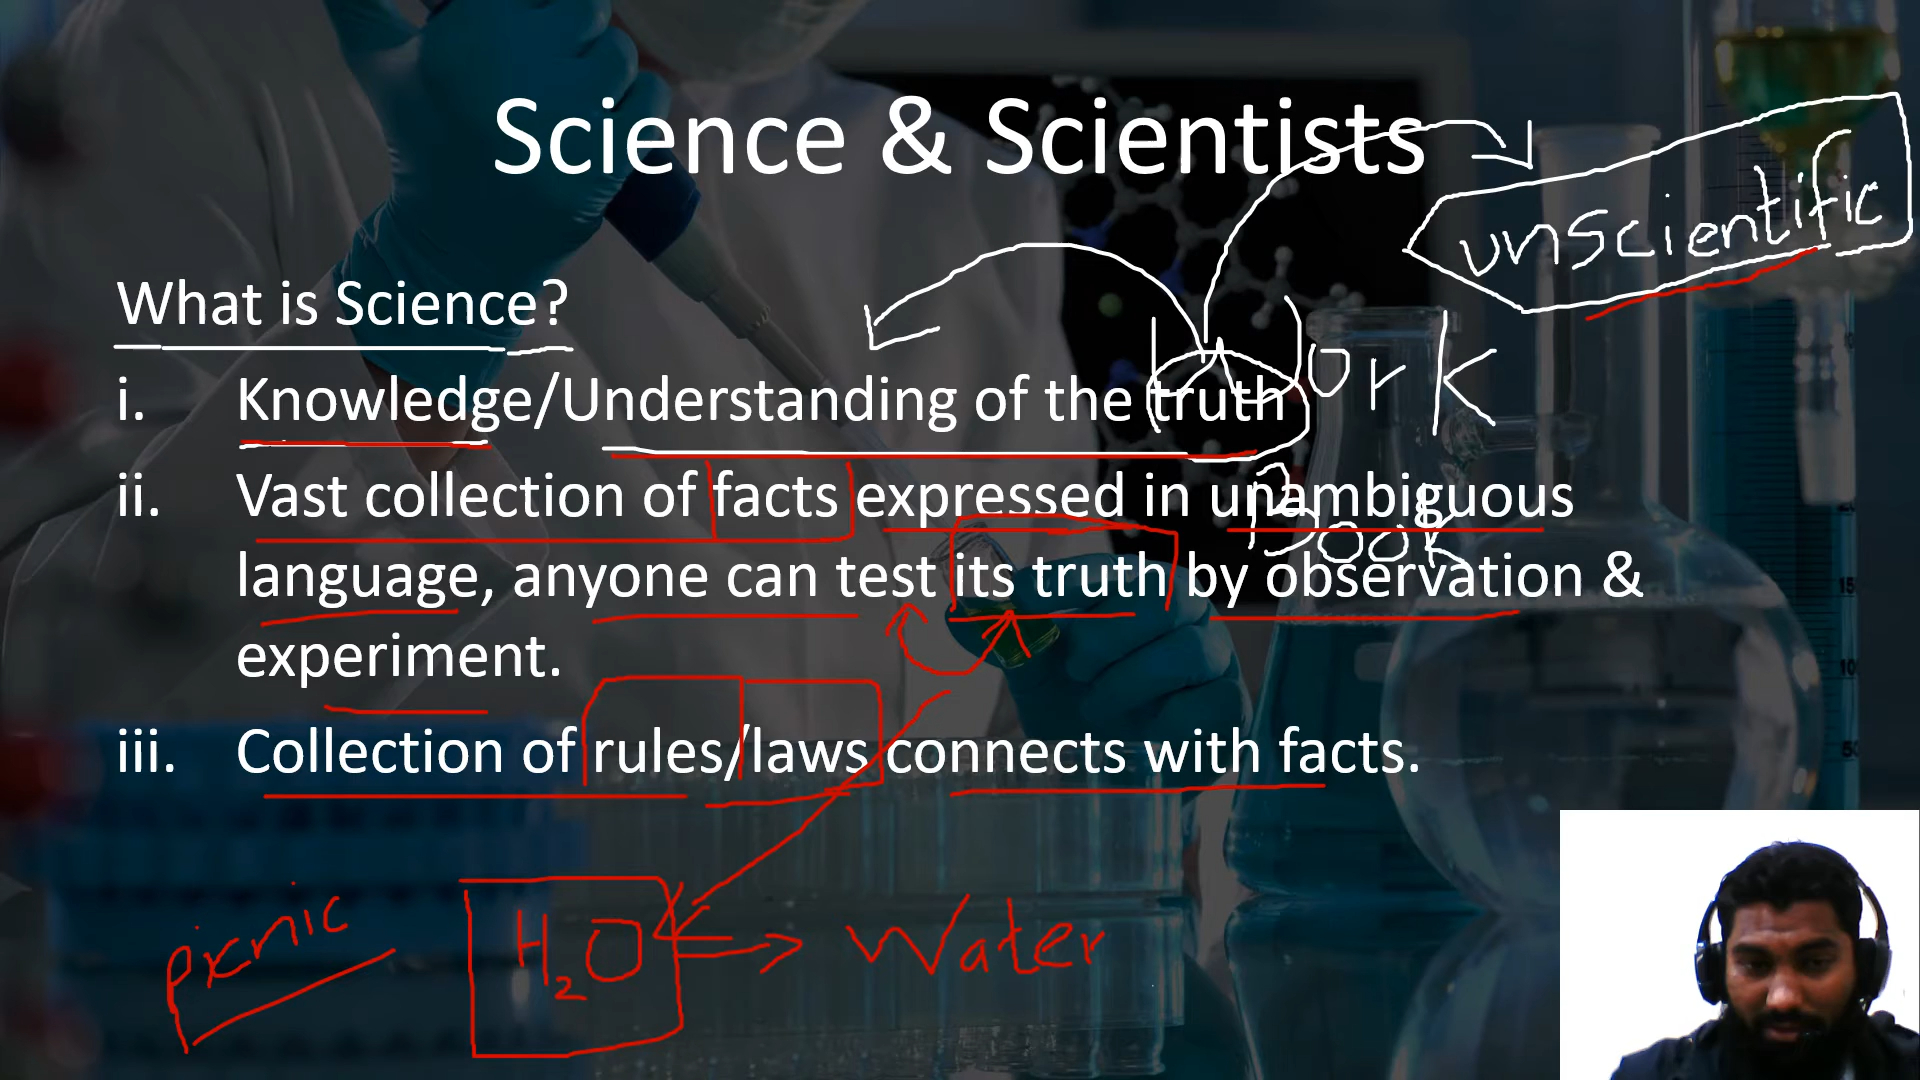 Science & Scientists
unscientific
What is Science?
Work
i. Knowledge/Understanding of the truth
ii. Vast collection of facts expressed in unambiguous
Book
language, anyone can test its truth by observation &
experiment.
iii. Collection of rules/laws connects with facts.
picnic
H₂O
Water